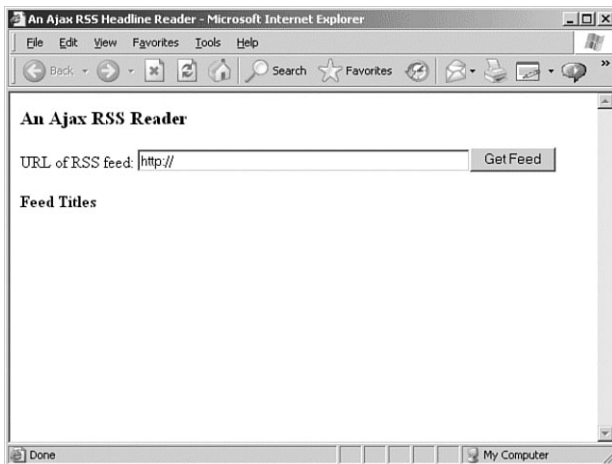 An Ajax RSS Headline Reader - Microsoft Internet Explorer
File Edit View Favorites Tools Help
Back Search Favorites »
An Ajax RSS Reader
URL of RSS feed: http:// Get Feed
Feed Titles
Done My Computer